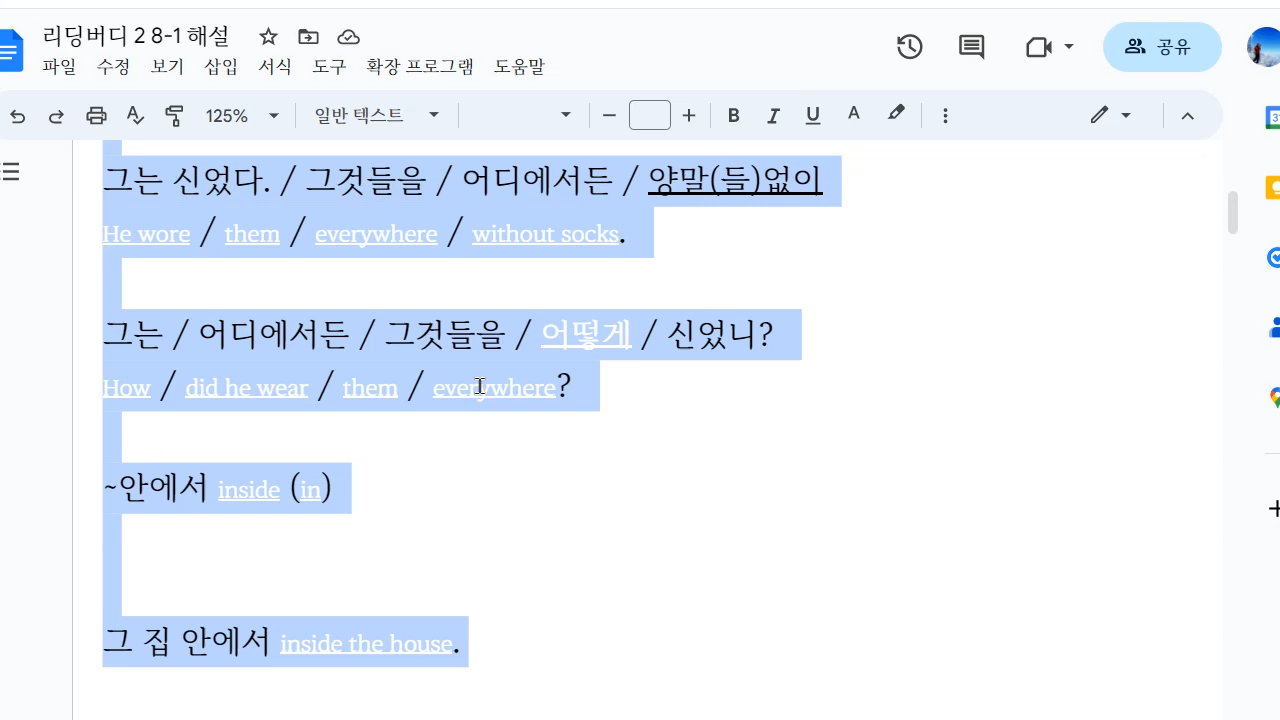 리딩버디 2 8-1 해설
파일 수정 보기 삽입 서식 도구 확장 프로그램 도움말
공유
125% 일반 텍스트 B I U A
그는 신었다. / 그것들을 / 어디에서든 / 양말(들)없이
He wore / them / everywhere / without socks.
그는 / 어디에서든 / 그것들을 / 어떻게 / 신었니?
How / did he wear / them / everywhere?
~안에서 inside (in)
그 집 안에서 inside the house.